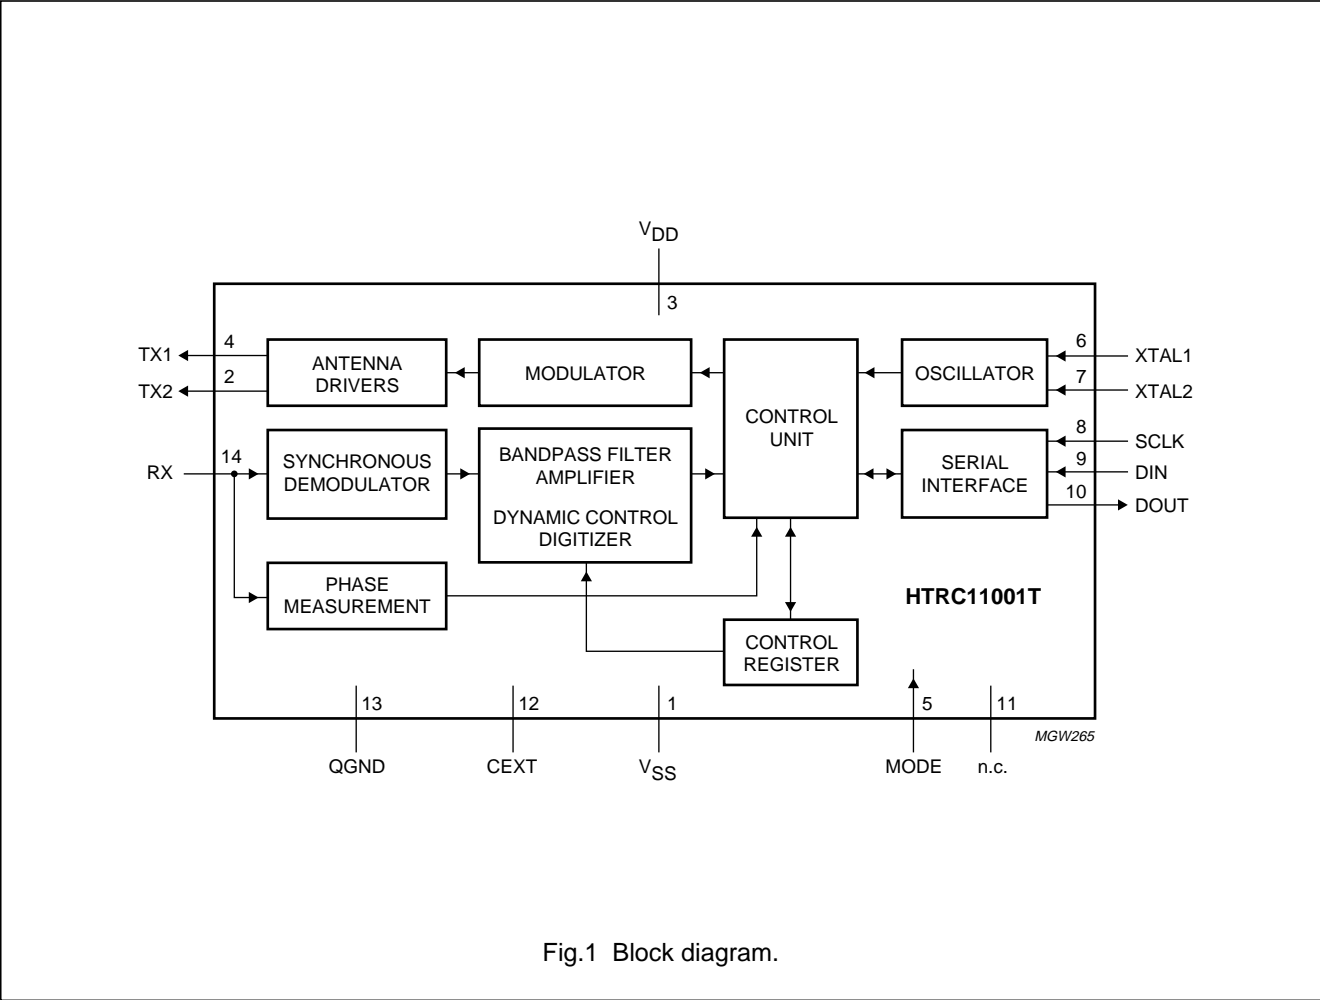 VDD
3
TX1
4
TX2
2
ANTENNA
DRIVERS
MODULATOR
CONTROL
UNIT
OSCILLATOR
6
XTAL1
7
XTAL2
RX
14
SYNCHRONOUS
DEMODULATOR
BANDPASS FILTER
AMPLIFIER
DYNAMIC CONTROL
DIGITIZER
SERIAL
INTERFACE
8
SCLK
9
DIN
10
DOUT
PHASE
MEASUREMENT
HTRC11001T
CONTROL
REGISTER
13
12
1
5
11
MGW265
QGND
CEXT
VSS
MODE
n.c.
Fig.1 Block diagram.